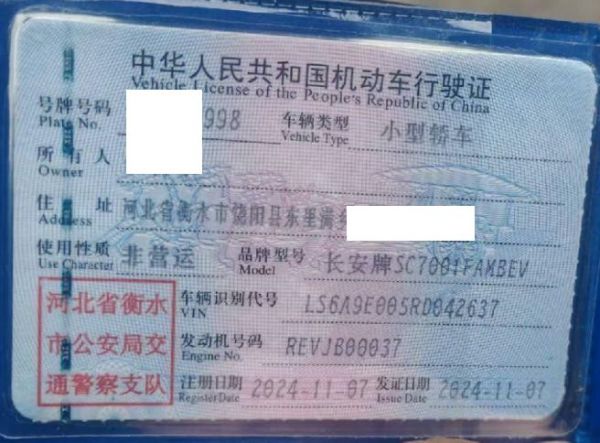 中华人民共和国机动车行驶证
Vehicle License of the People's Republic of China
号牌号码 998 车辆类型 小型轿车
Plate No. Vehicle Type
所有人
Owner
住址 河北省衡水市饶阳县东里满乡
Address
使用性质 非营运 品牌型号 长安牌SC7001FAMBEV
Use Character Model
河北省衡水 车辆识别代号 LS6A9E005RD042637
VIN
市公安局交 发动机号码 REVJB00037
Engine No.
通警察支队 注册日期 2024-11-07 发证日期 2024-11-07
Register Date Issue Date